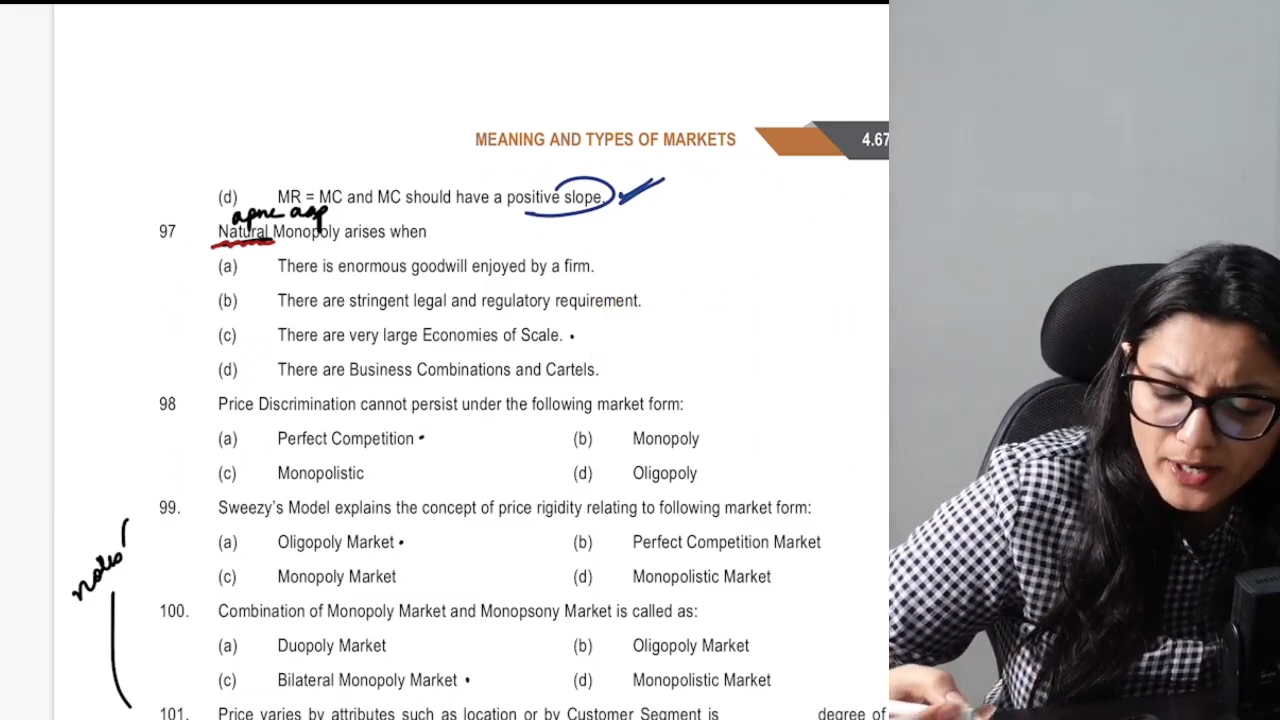 MEANING AND TYPES OF MARKETS 4.67
(d) MR = MC and MC should have a positive slope.
apne aap
97 Natural Monopoly arises when
(a) There is enormous goodwill enjoyed by a firm.
(b) There are stringent legal and regulatory requirement.
(c) There are very large Economies of Scale.
(d) There are Business Combinations and Cartels.
98 Price Discrimination cannot persist under the following market form:
(a) Perfect Competition (b) Monopoly
(c) Monopolistic (d) Oligopoly
99. Sweezy's Model explains the concept of price rigidity relating to following market form:
(a) Oligopoly Market (b) Perfect Competition Market
notes
(c) Monopoly Market (d) Monopolistic Market
100. Combination of Monopoly Market and Monopsony Market is called as:
(a) Duopoly Market (b) Oligopoly Market
(c) Bilateral Monopoly Market (d) Monopolistic Market
101. Price varies by attributes such as location or by Customer Segment is ________ degree of